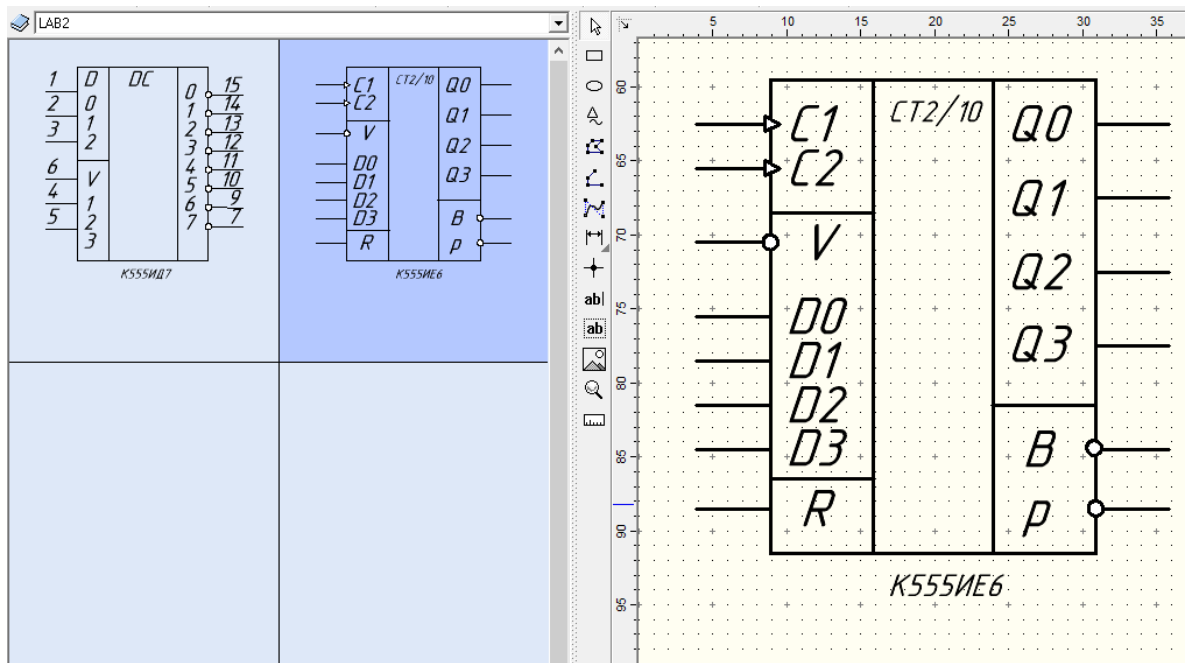 LAB2
1 D DC 0 15
2 0 1 14
3 1 2 13
2 3 12
6 V 4 11
4 1 5 10
5 2 6 9
3 7 7
К555ИД7
C1 CT2/10 Q0
C2 Q1
V Q2
D0 Q3
D1
D2
D3 B
R P
К555ИЕ6
ab|
ab
5 10 15 20 25 30 35
60
65
70
75
80
85
90
95
C1 CT2/10 Q0
C2 Q1
V Q2
D0 Q3
D1
D2
D3 B
R P
К555ИЕ6